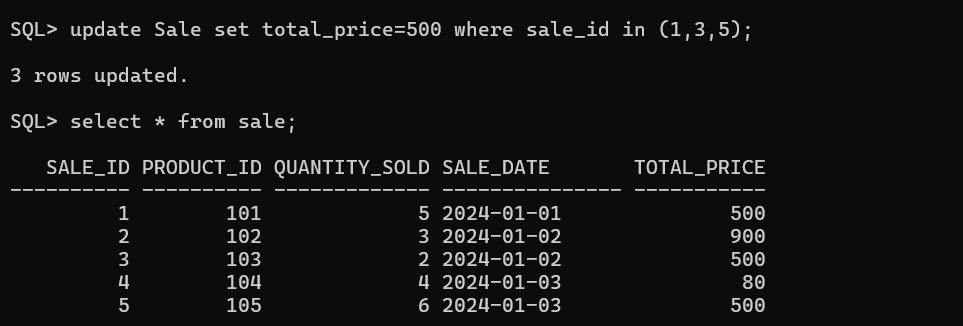 SQL> update Sale set total_price=500 where sale_id in (1,3,5);
3 rows updated.
SQL> select * from sale;
   SALE_ID PRODUCT_ID QUANTITY_SOLD SALE_DATE       TOTAL_PRICE
---------- ---------- ------------- --------------- -----------
         1        101             5 2024-01-01              500
         2        102             3 2024-01-02              900
         3        103             2 2024-01-02              500
         4        104             4 2024-01-03               80
         5        105             6 2024-01-03              500